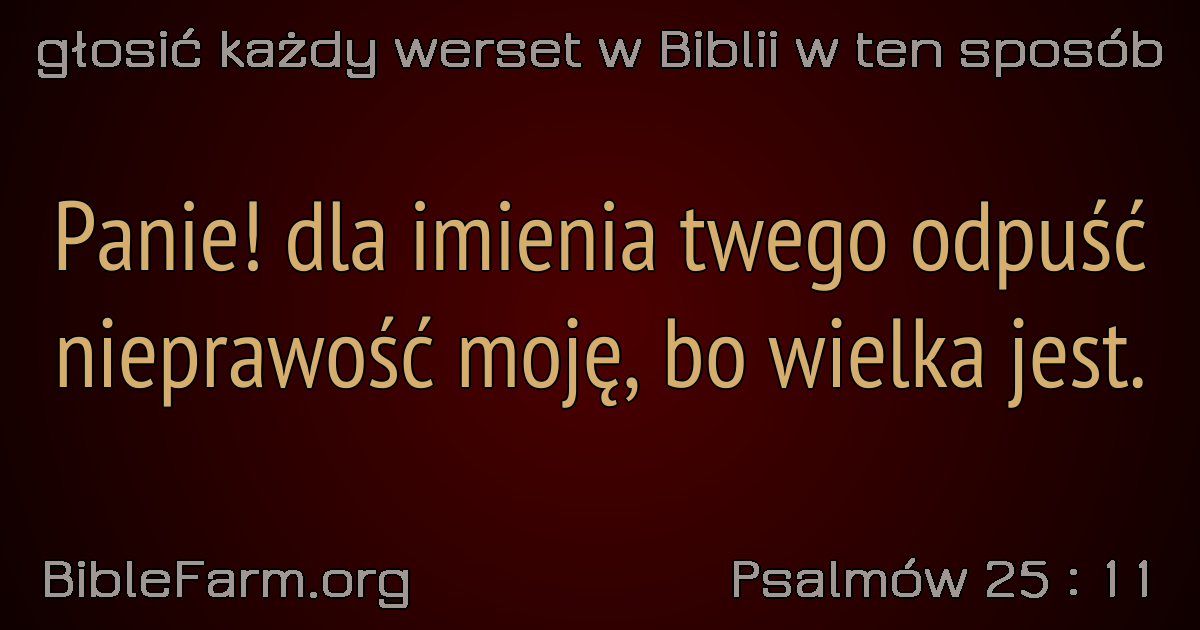 głosić każdy werset w Biblii w ten sposób
Panie! dla imienia twego odpuść
nieprawość moję, bo wielka jest.
BibleFarm.org
Psalmów 25 : 11